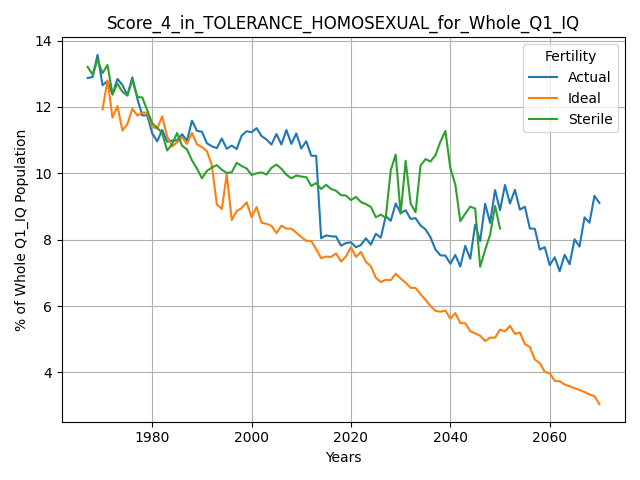 Score_4_in_TOLERANCE_HOMOSEXUAL_for_Whole_Q1_IQ
Fertility
Actual
Ideal
Sterile
% of Whole Q1_IQ Population
14
12
10
8
6
4
1980
2000
2020
2040
2060
Years